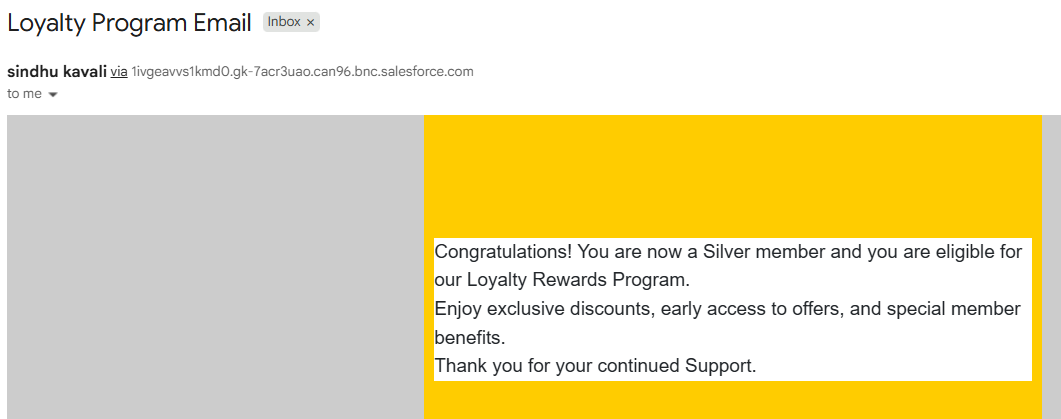 Loyalty Program Email Inbox ×
sindhu kavali via 1ivgeavvs1kmd0.gk-7acr3uao.can96.bnc.salesforce.com
to me
Congratulations! You are now a Silver member and you are eligible for
our Loyalty Rewards Program.
Enjoy exclusive discounts, early access to offers, and special member
benefits.
Thank you for your continued Support.